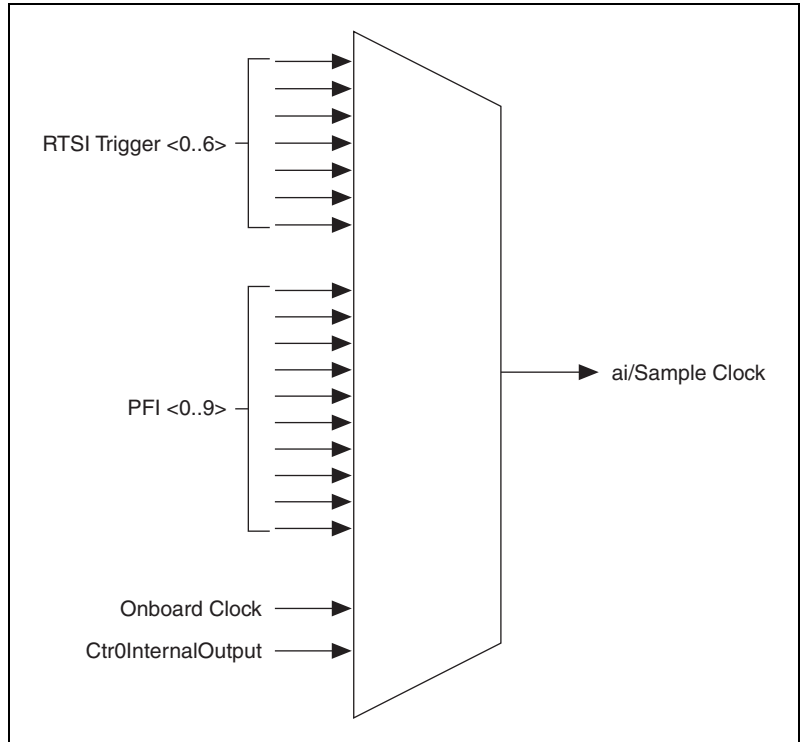 RTSI Trigger <0..6>
PFI <0..9>
ai/Sample Clock
Onboard Clock
Ctr0InternalOutput